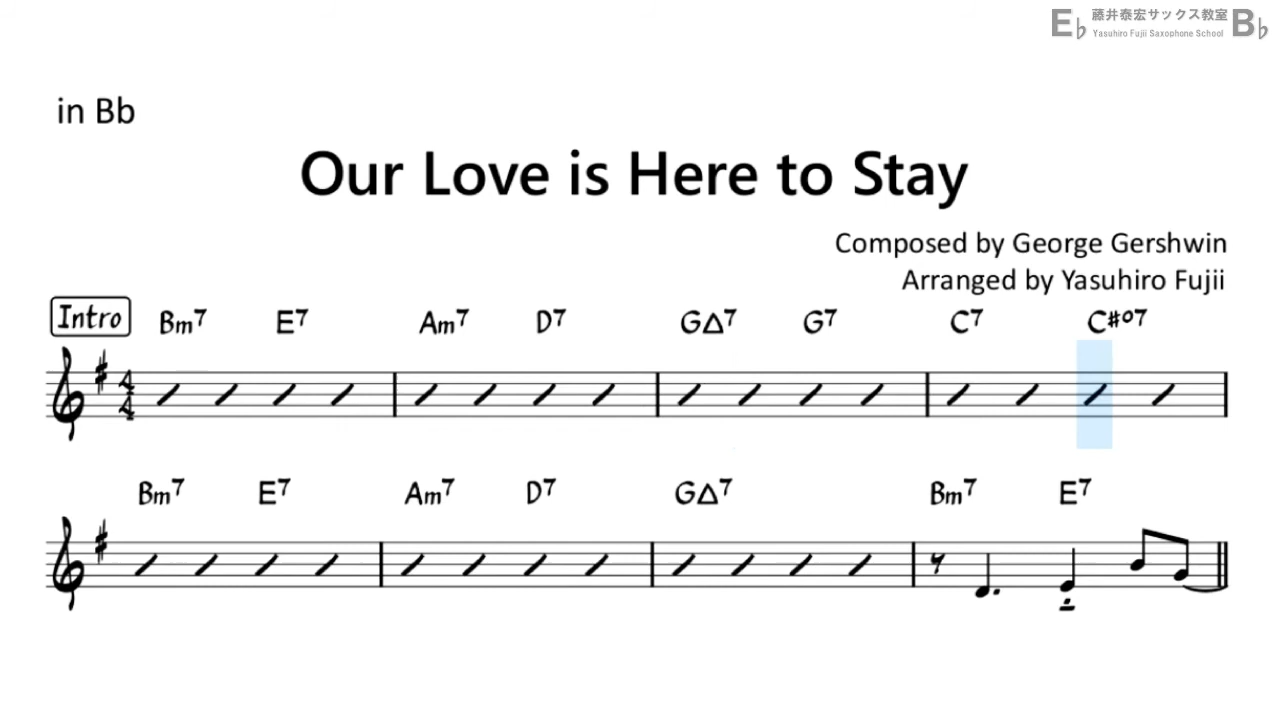 E♭ 藤井泰宏サックス教室 B♭
Yasuhiro Fujii Saxophone School
in Bb
Our Love is Here to Stay
Composed by George Gershwin
Arranged by Yasuhiro Fujii
Intro Bm7 E7 Am7 D7 G△7 G7 C7 C#o7
4
4
Bm7 E7 Am7 D7 G△7 Bm7 E7